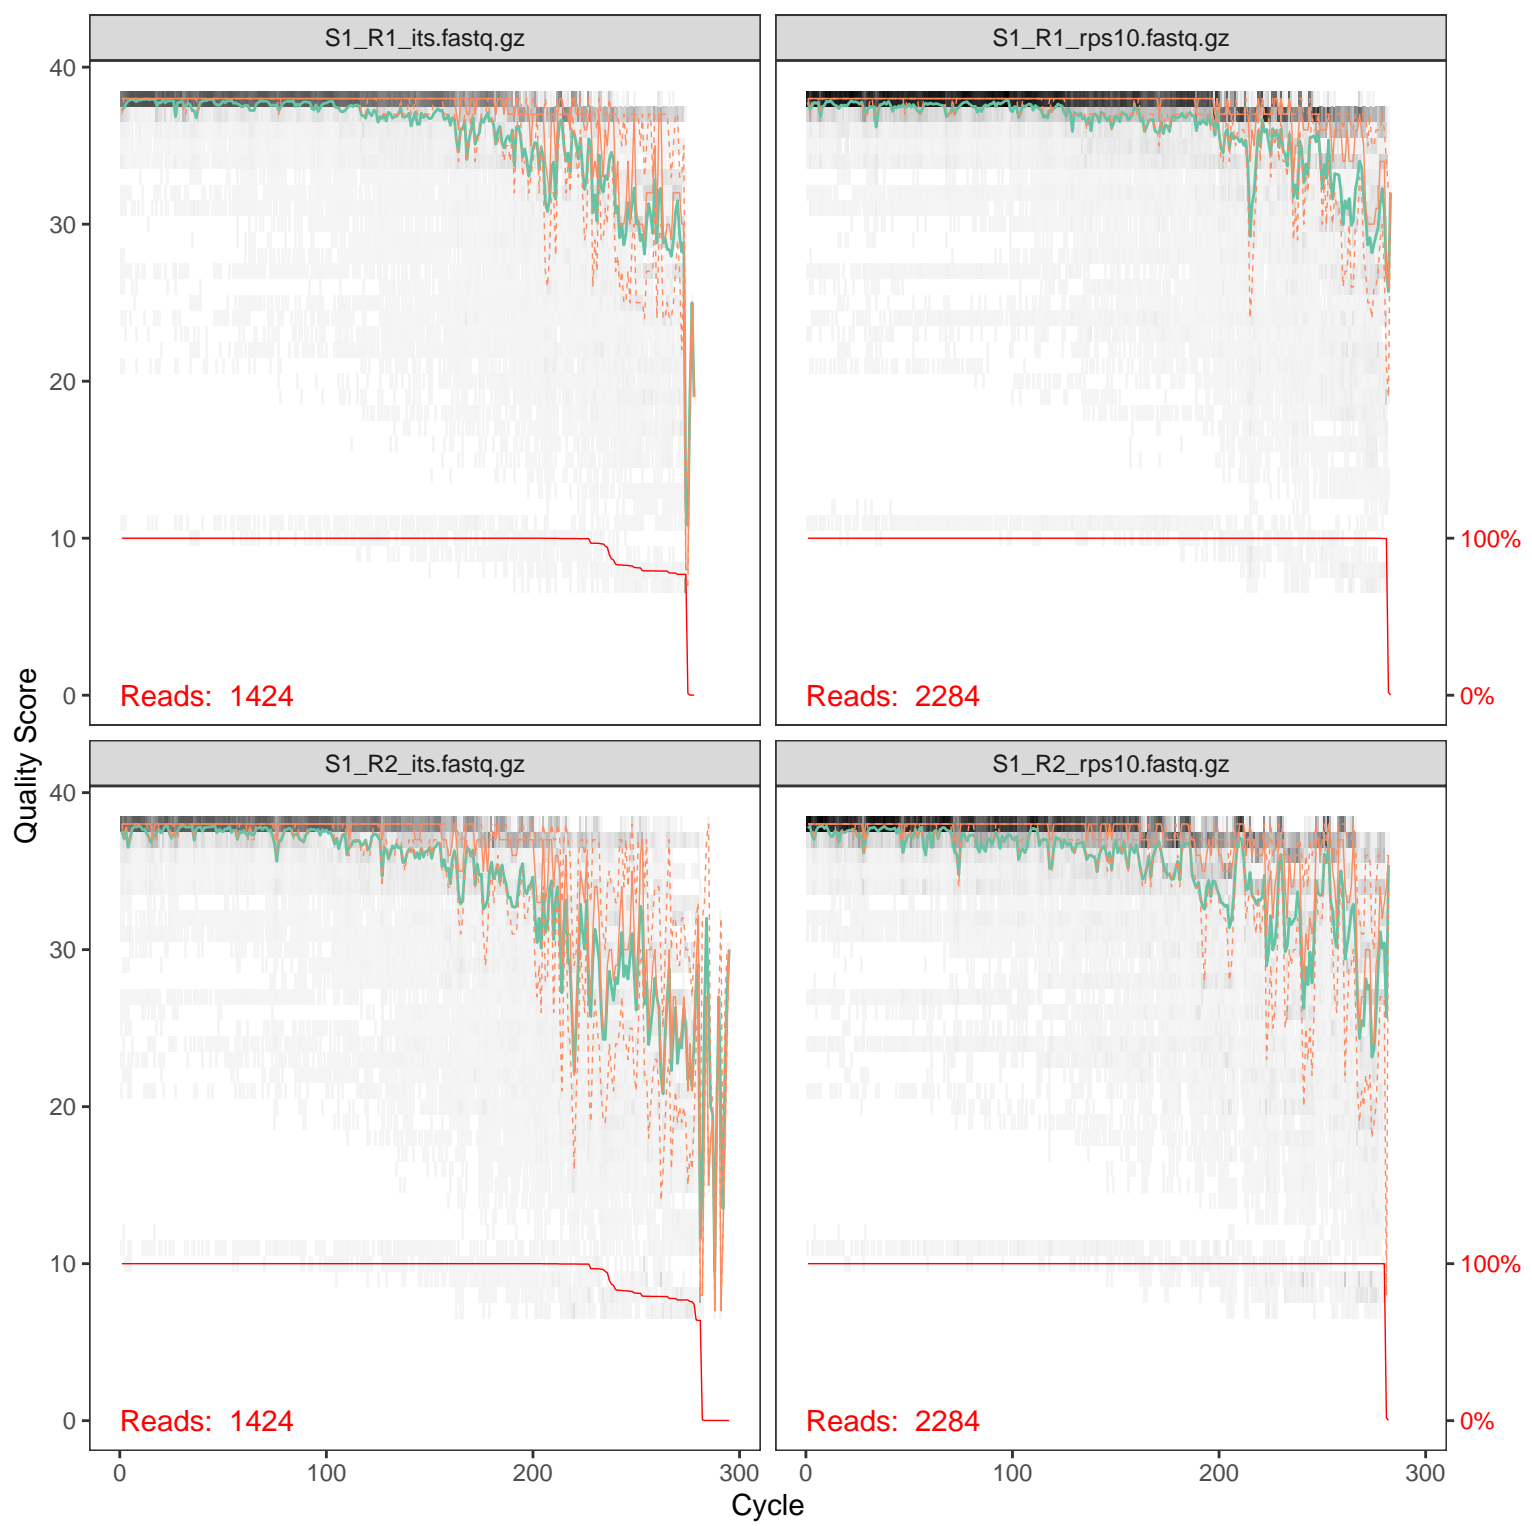 S1_R1_its.fastq.gz
S1_R1_rps10.fastq.gz
40
30
20
10
0
100%
0%
Reads: 1424
Reads: 2284
Quality Score
S1_R2_its.fastq.gz
S1_R2_rps10.fastq.gz
40
30
20
10
0
100%
0%
Reads: 1424
Reads: 2284
0
100
200
300
0
100
200
300
Cycle